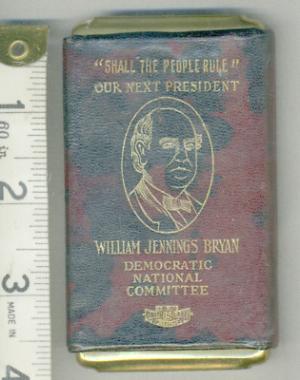 "SHALL THE PEOPLE RULE"
OUR NEXT PRESIDENT
WILLIAM JENNINGS BRYAN
DEMOCRATIC
NATIONAL
COMMITTEE
1
60 in.
2
3
MADE IN
4